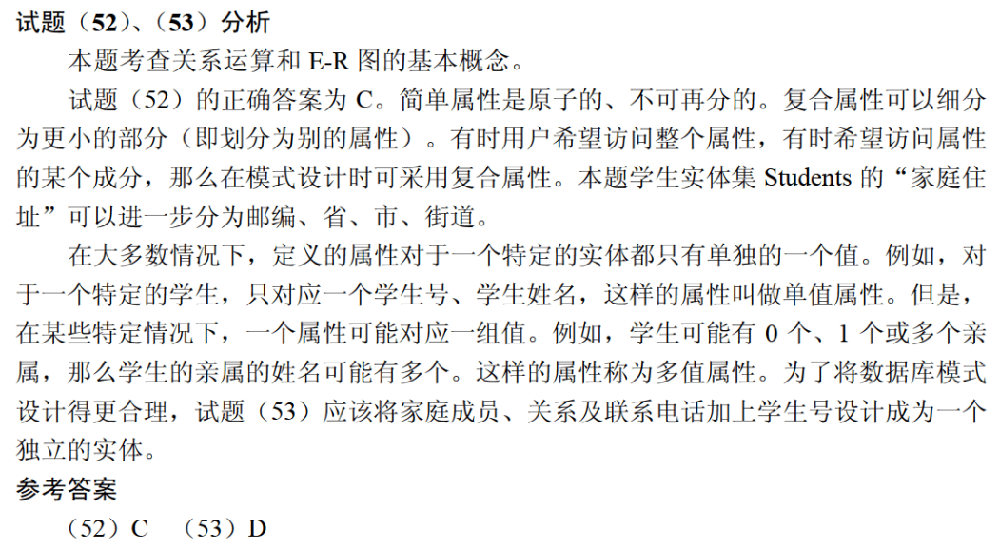 试题（52）、（53）分析
本题考查关系运算和 E-R 图的基本概念。
试题（52）的正确答案为 C。简单属性是原子的、不可再分的。复合属性可以细分
为更小的部分（即划分为别的属性）。有时用户希望访问整个属性，有时希望访问属性
的某个成分，那么在模式设计时可采用复合属性。本题学生实体集 Students 的“家庭住
址”可以进一步分为邮编、省、市、街道。
在大多数情况下，定义的属性对于一个特定的实体都只有单独的一个值。例如，对
于一个特定的学生，只对应一个学生号、学生姓名，这样的属性叫做单值属性。但是，
在某些特定情况下，一个属性可能对应一组值。例如，学生可能有 0 个、1 个或多个亲
属，那么学生的亲属的姓名可能有多个。这样的属性称为多值属性。为了将数据库模式
设计得更合理，试题（53）应该将家庭成员、关系及联系电话加上学生号设计成为一个
独立的实体。
参考答案
（52）C （53）D